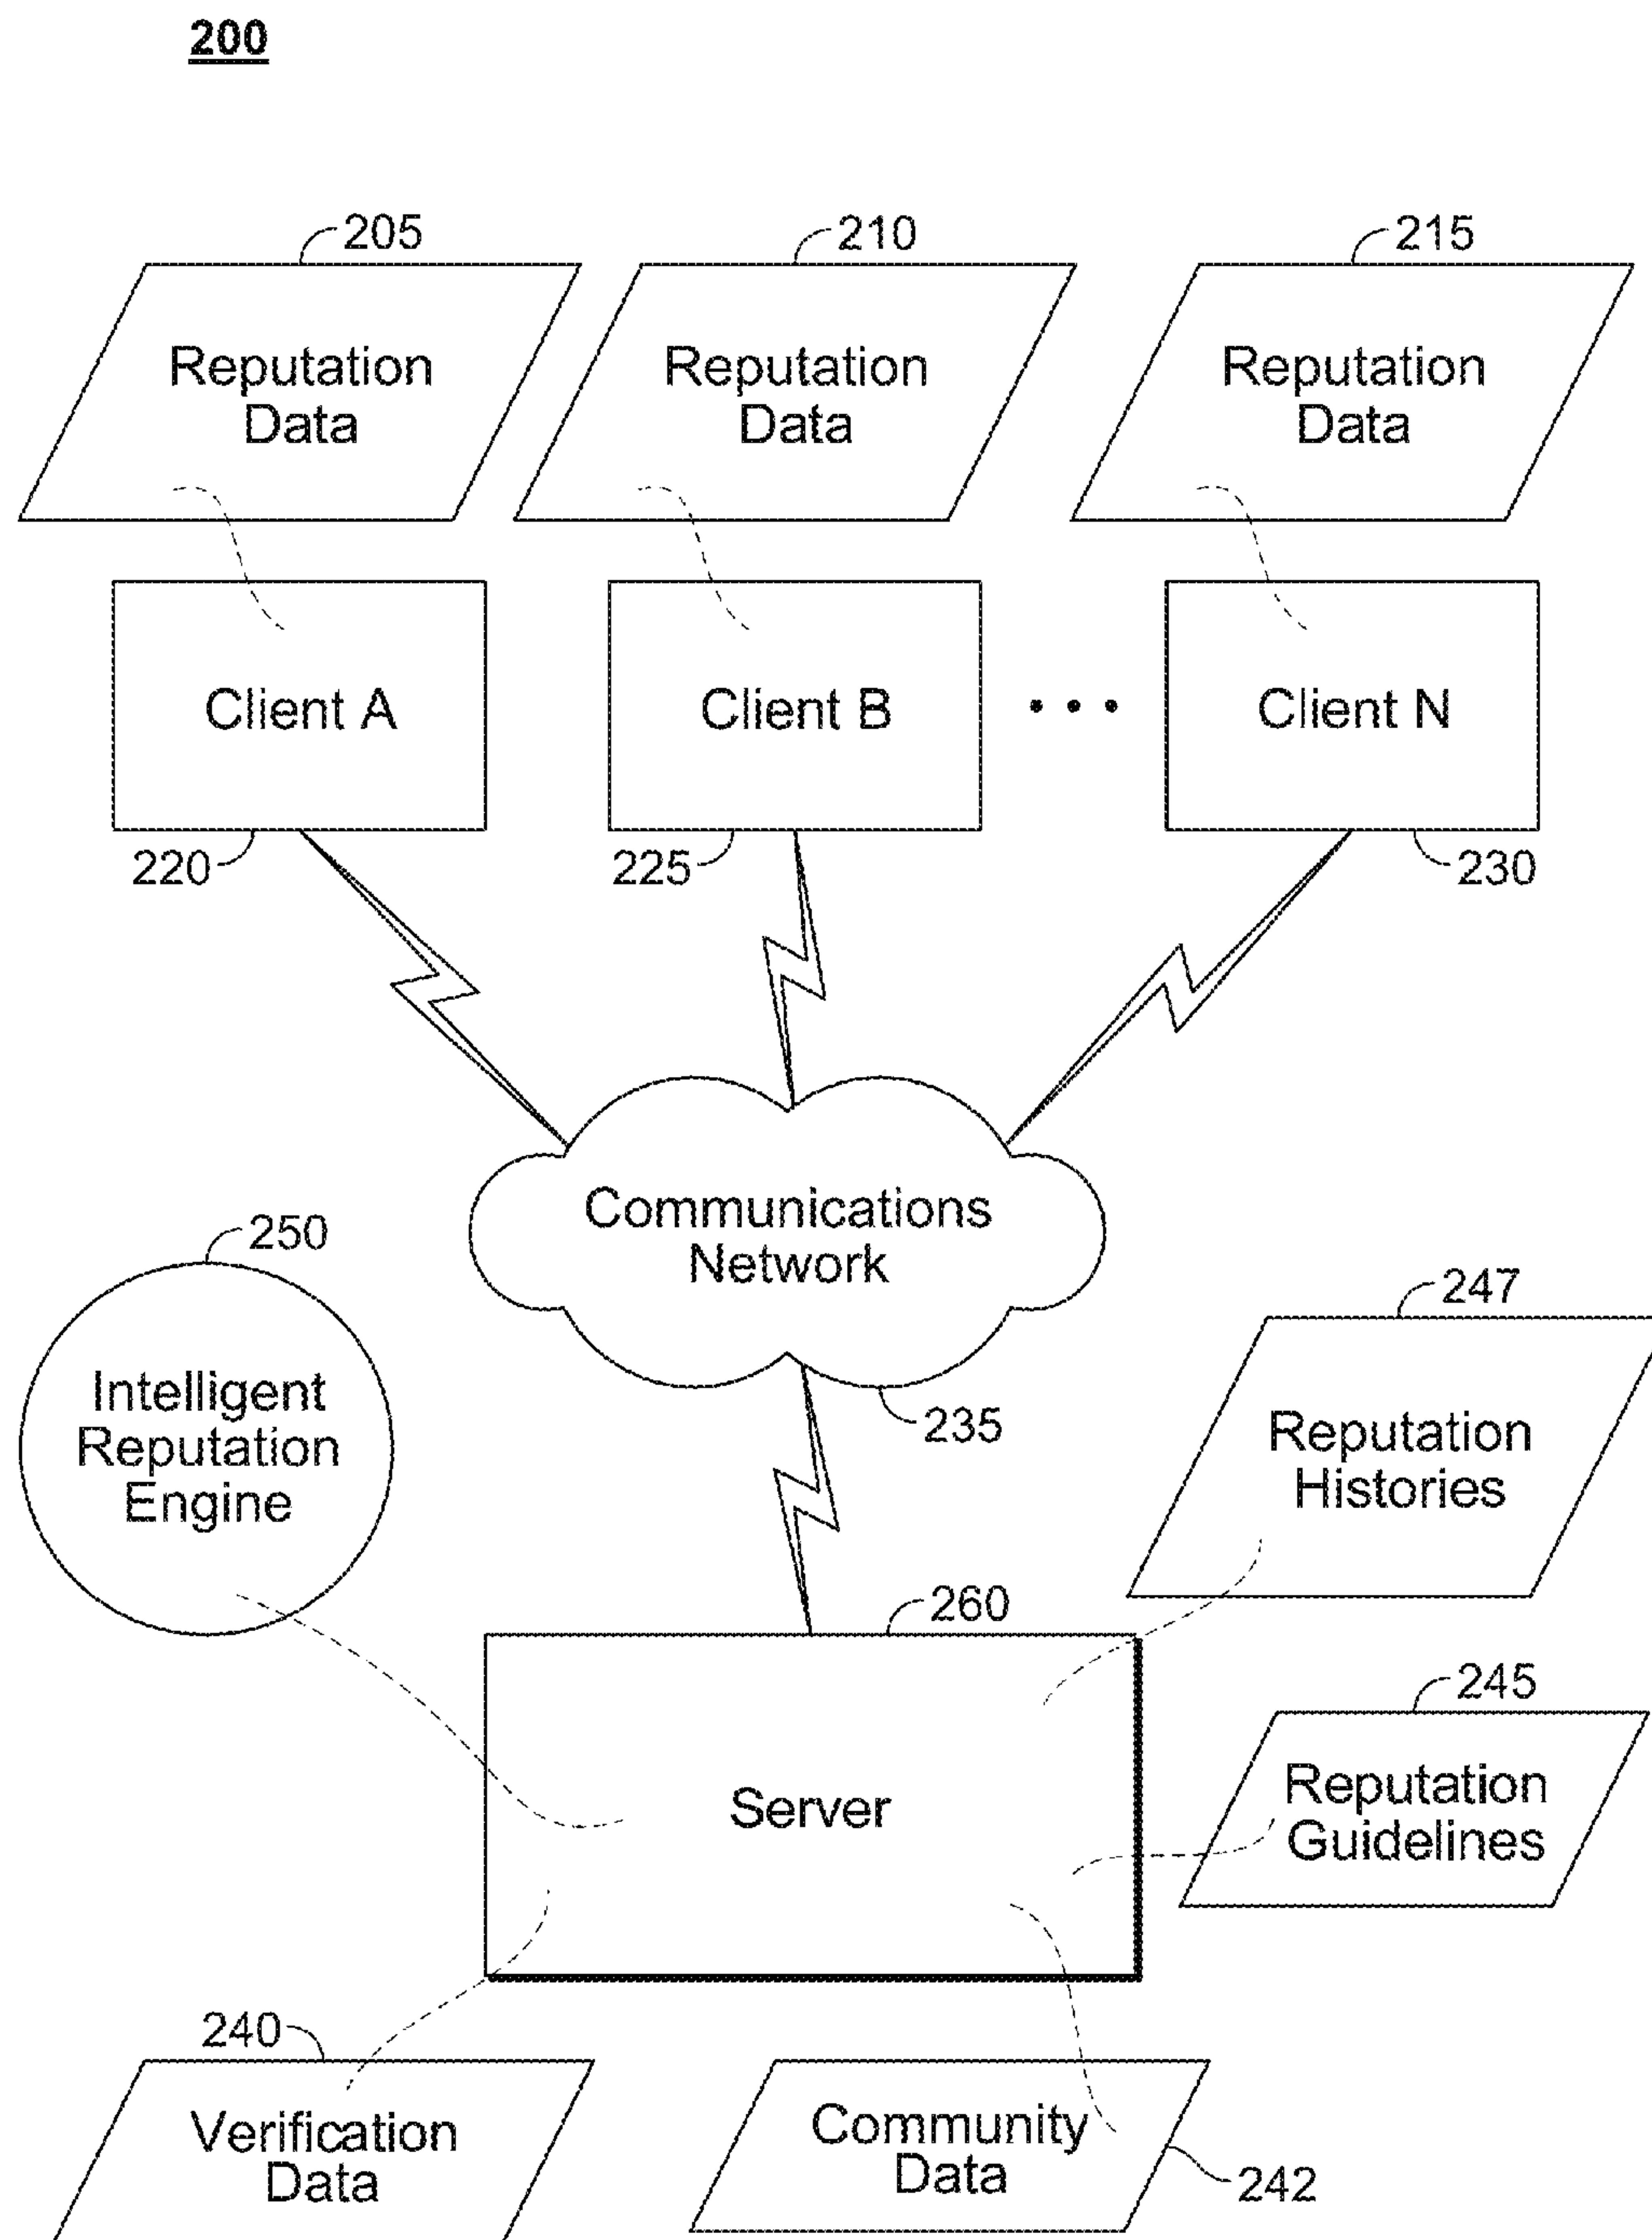 200
205
210
215
Reputation
Data
Reputation
Data
Reputation
Data
Client A
Client B
Client N
220
225
230
Communications
Network
235
250
Intelligent
Reputation
Engine
247
Reputation
Histories
260
Server
245
Reputation
Guidelines
240
Verification
Data
Community
Data
242